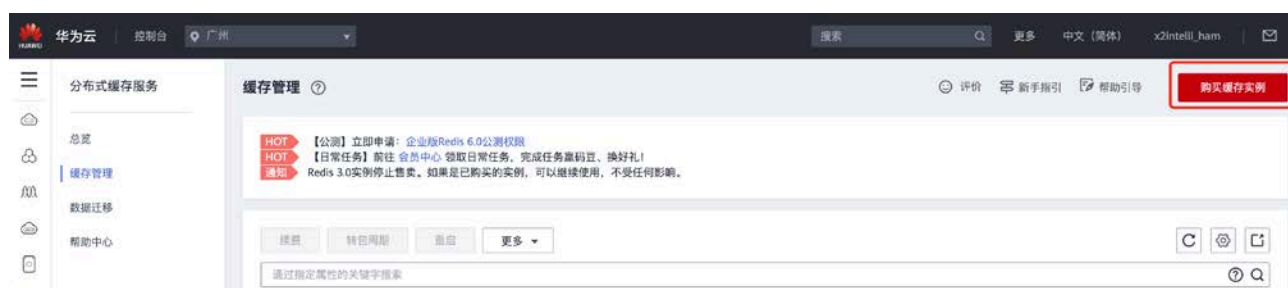 HUAWEI 华为云 控制台 广州 搜索 更多 中文 (简体) x2intelli_ham
分布式缓存服务
缓存管理 评价 新手指引 帮助引导 购买缓存实例
总览
缓存管理
数据迁移
帮助中心
HOT 【公测】立即申请：企业版Redis 6.0公测权限
HOT 【日常任务】前往 会员中心 领取日常任务，完成任务赢码豆、换好礼！
通知 Redis 3.0实例停止售卖。如果是已购买的实例，可以继续使用，不受任何影响。
续费 转包周期 重启 更多
通过指定属性的关键字搜索